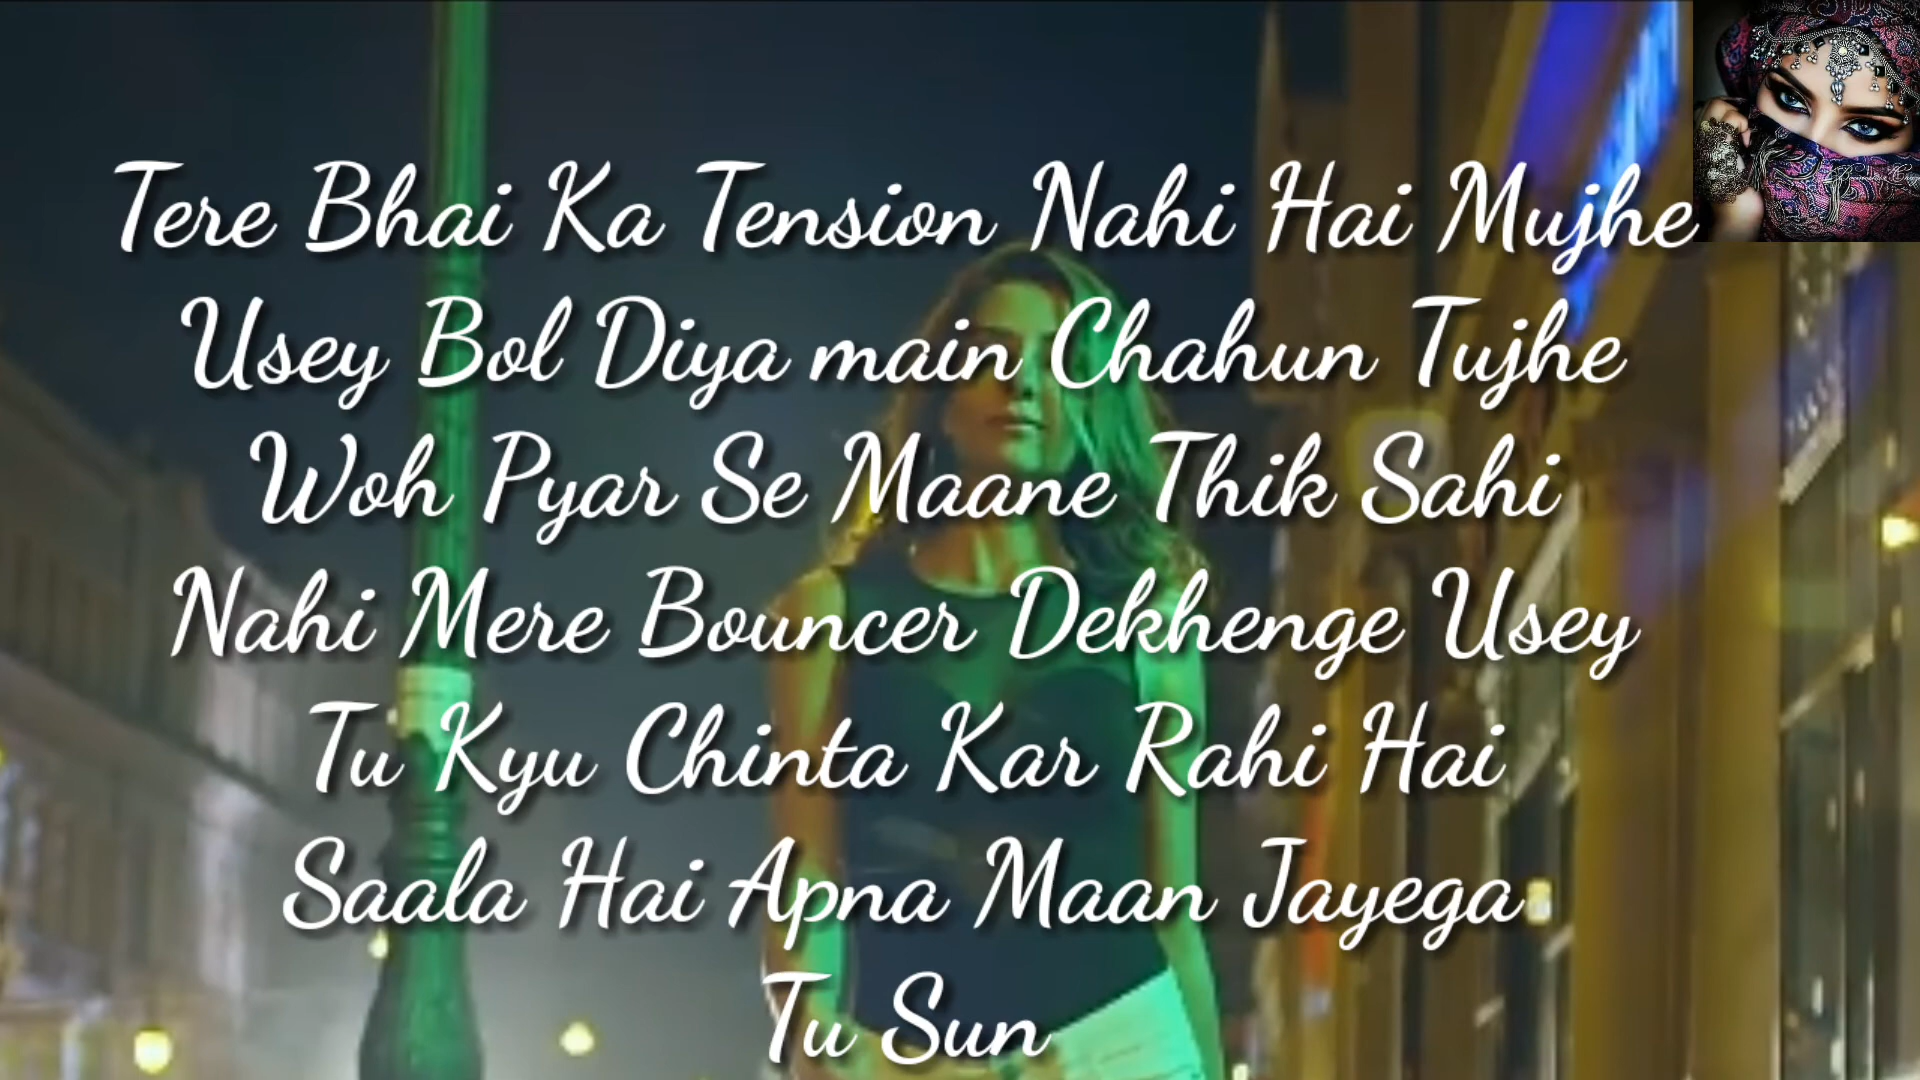 Tere Bhai Ka Tension Nahi Hai Mujhe
Usey Bol Diya main Chahun Tujhe
Woh Pyar Se Maane Thik Sahi
Nahi Mere Bouncer Dekhenge Usey
Tu Kyu Chinta Kar Rahi Hai
Saala Hai Apna Maan Jayega
Tu Sun